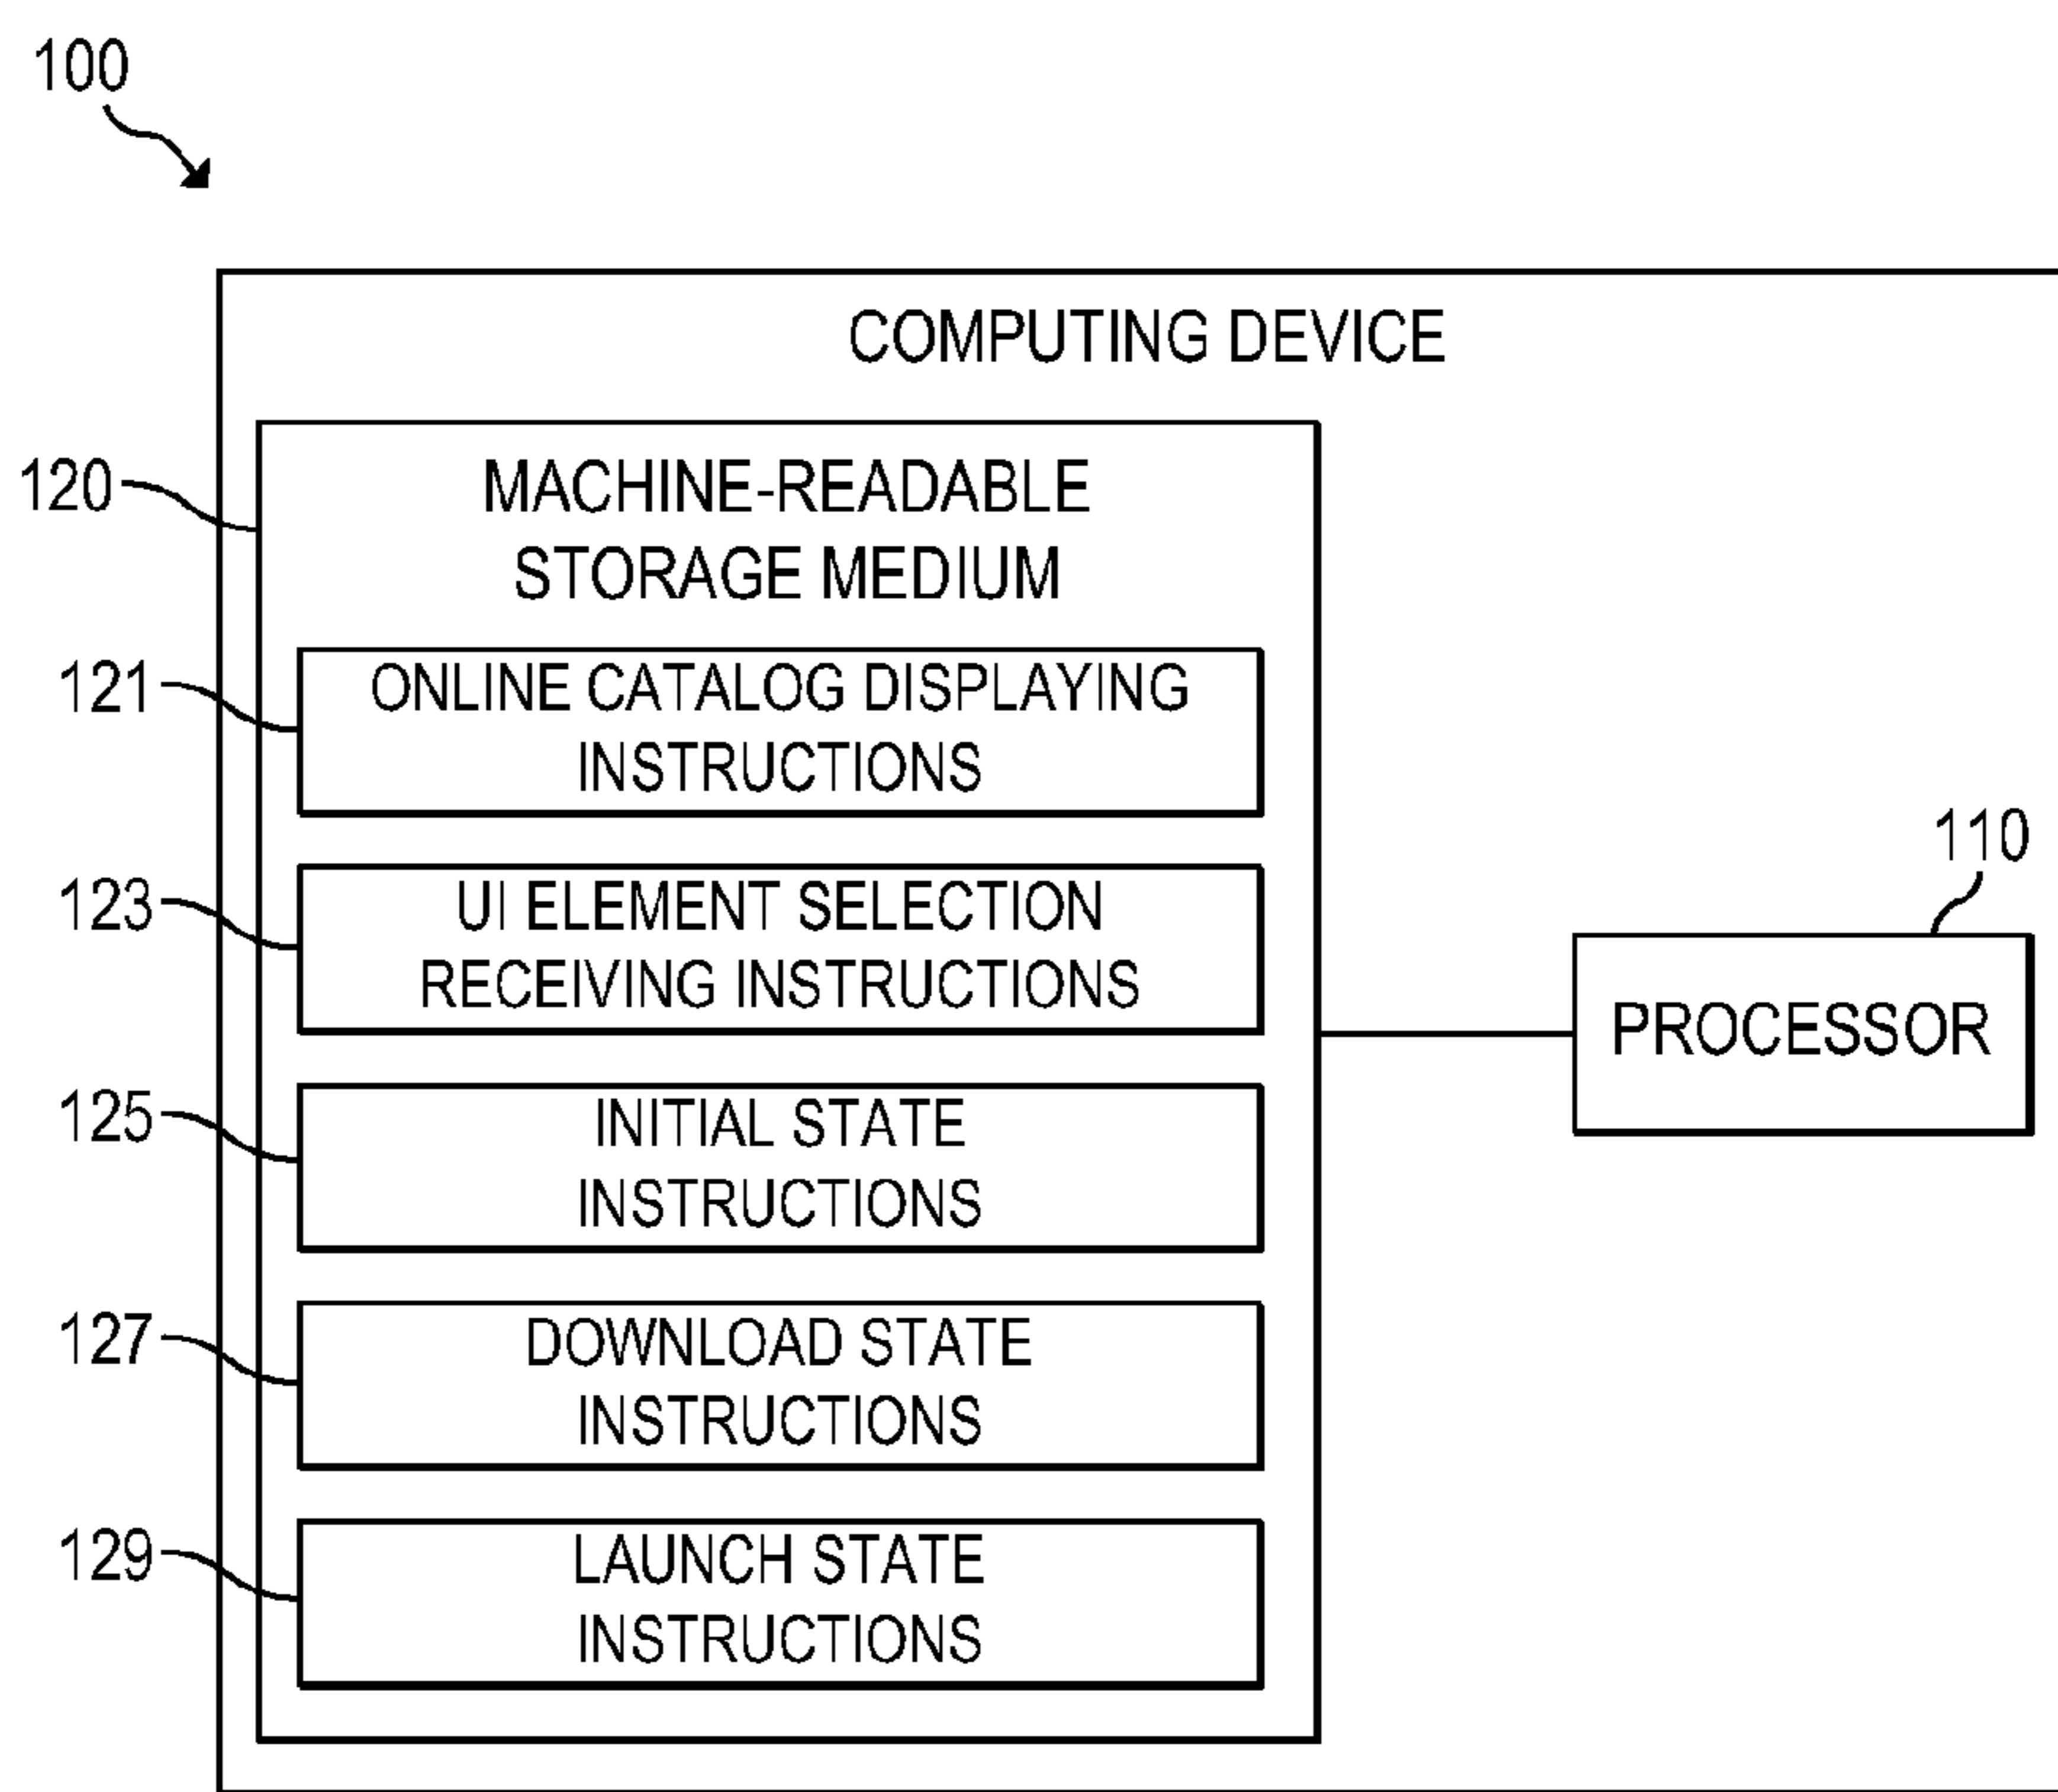 100
COMPUTING DEVICE
120
MACHINE-READABLE
STORAGE MEDIUM
121
ONLINE CATALOG DISPLAYING
INSTRUCTIONS
110
123
UI ELEMENT SELECTION
RECEIVING INSTRUCTIONS
PROCESSOR
125
INITIAL STATE
INSTRUCTIONS
127
DOWNLOAD STATE
INSTRUCTIONS
129
LAUNCH STATE
INSTRUCTIONS